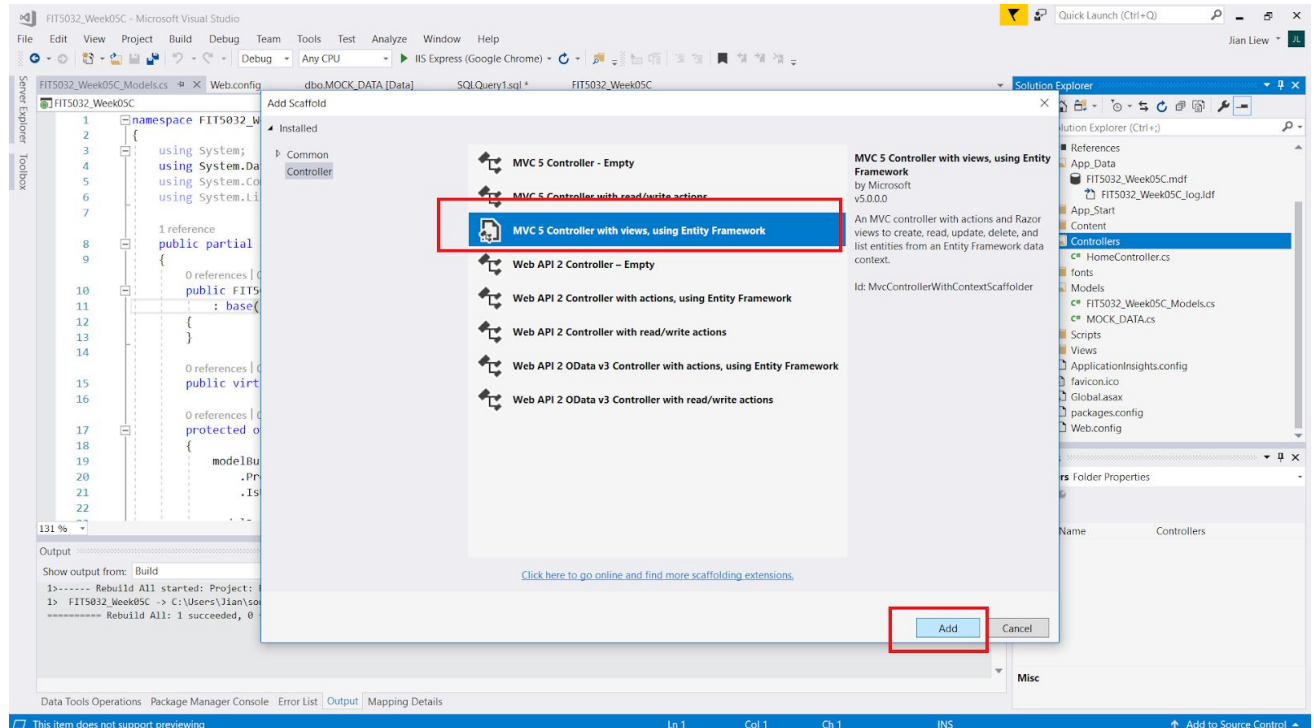 FIT5032_Week05C - Microsoft Visual Studio
Quick Launch (Ctrl+Q)
File Edit View Project Build Debug Team Tools Test Analyze Window Help
Jian Liew
JL
Debug Any CPU IIS Express (Google Chrome)
Server Explorer
Toolbox
FIT5032_Week05C_Models.cs Web.config dbo.MOCK_DATA [Data] SQLQuery1.sql * FIT5032_Week05C
FIT5032_Week05C
1 namespace FIT5032_W
2 {
3 using System;
4 using System.Da
5 using System.Co
6 using System.Li
7
1 reference
8 public partial
9 {
0 references
10 public FIT5
11 : base(
12 {
13 }
14
0 references
15 public virt
16
0 references
17 protected o
18 {
19 modelBu
20 .Pr
21 .Is
22
131 %
Output
Show output from: Build
1>------ Rebuild All started: Project:
1> FIT5032_Week05C -> C:\Users\Jian\sou
========== Rebuild All: 1 succeeded, 0
Data Tools Operations Package Manager Console Error List Output Mapping Details
Add Scaffold
Installed
Common
Controller
MVC 5 Controller - Empty
MVC 5 Controller with read/write actions
MVC 5 Controller with views, using Entity Framework
Web API 2 Controller – Empty
Web API 2 Controller with actions, using Entity Framework
Web API 2 Controller with read/write actions
Web API 2 OData v3 Controller with actions, using Entity Framework
Web API 2 OData v3 Controller with read/write actions
Click here to go online and find more scaffolding extensions.
MVC 5 Controller with views, using Entity
Framework
by Microsoft
v5.0.0.0
An MVC controller with actions and Razor
views to create, read, update, delete, and
list entities from an Entity Framework data
context.
Id: MvcControllerWithContextScaffolder
Add Cancel
Solution Explorer
lution Explorer (Ctrl+;)
References
App_Data
FIT5032_Week05C.mdf
FIT5032_Week05C_log.ldf
App_Start
Content
Controllers
C# HomeController.cs
fonts
Models
C# FIT5032_Week05C_Models.cs
C# MOCK_DATA.cs
Scripts
Views
ApplicationInsights.config
favicon.ico
Global.asax
packages.config
Web.config
rs Folder Properties
Name Controllers
Misc
This item does not support previewing Ln 1 Col 1 Ch 1 INS Add to Source Control